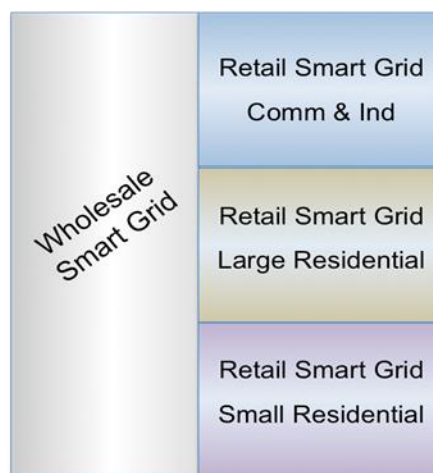 Wholesale
Smart Grid
Retail Smart Grid
Comm & Ind
Retail Smart Grid
Large Residential
Retail Smart Grid
Small Residential